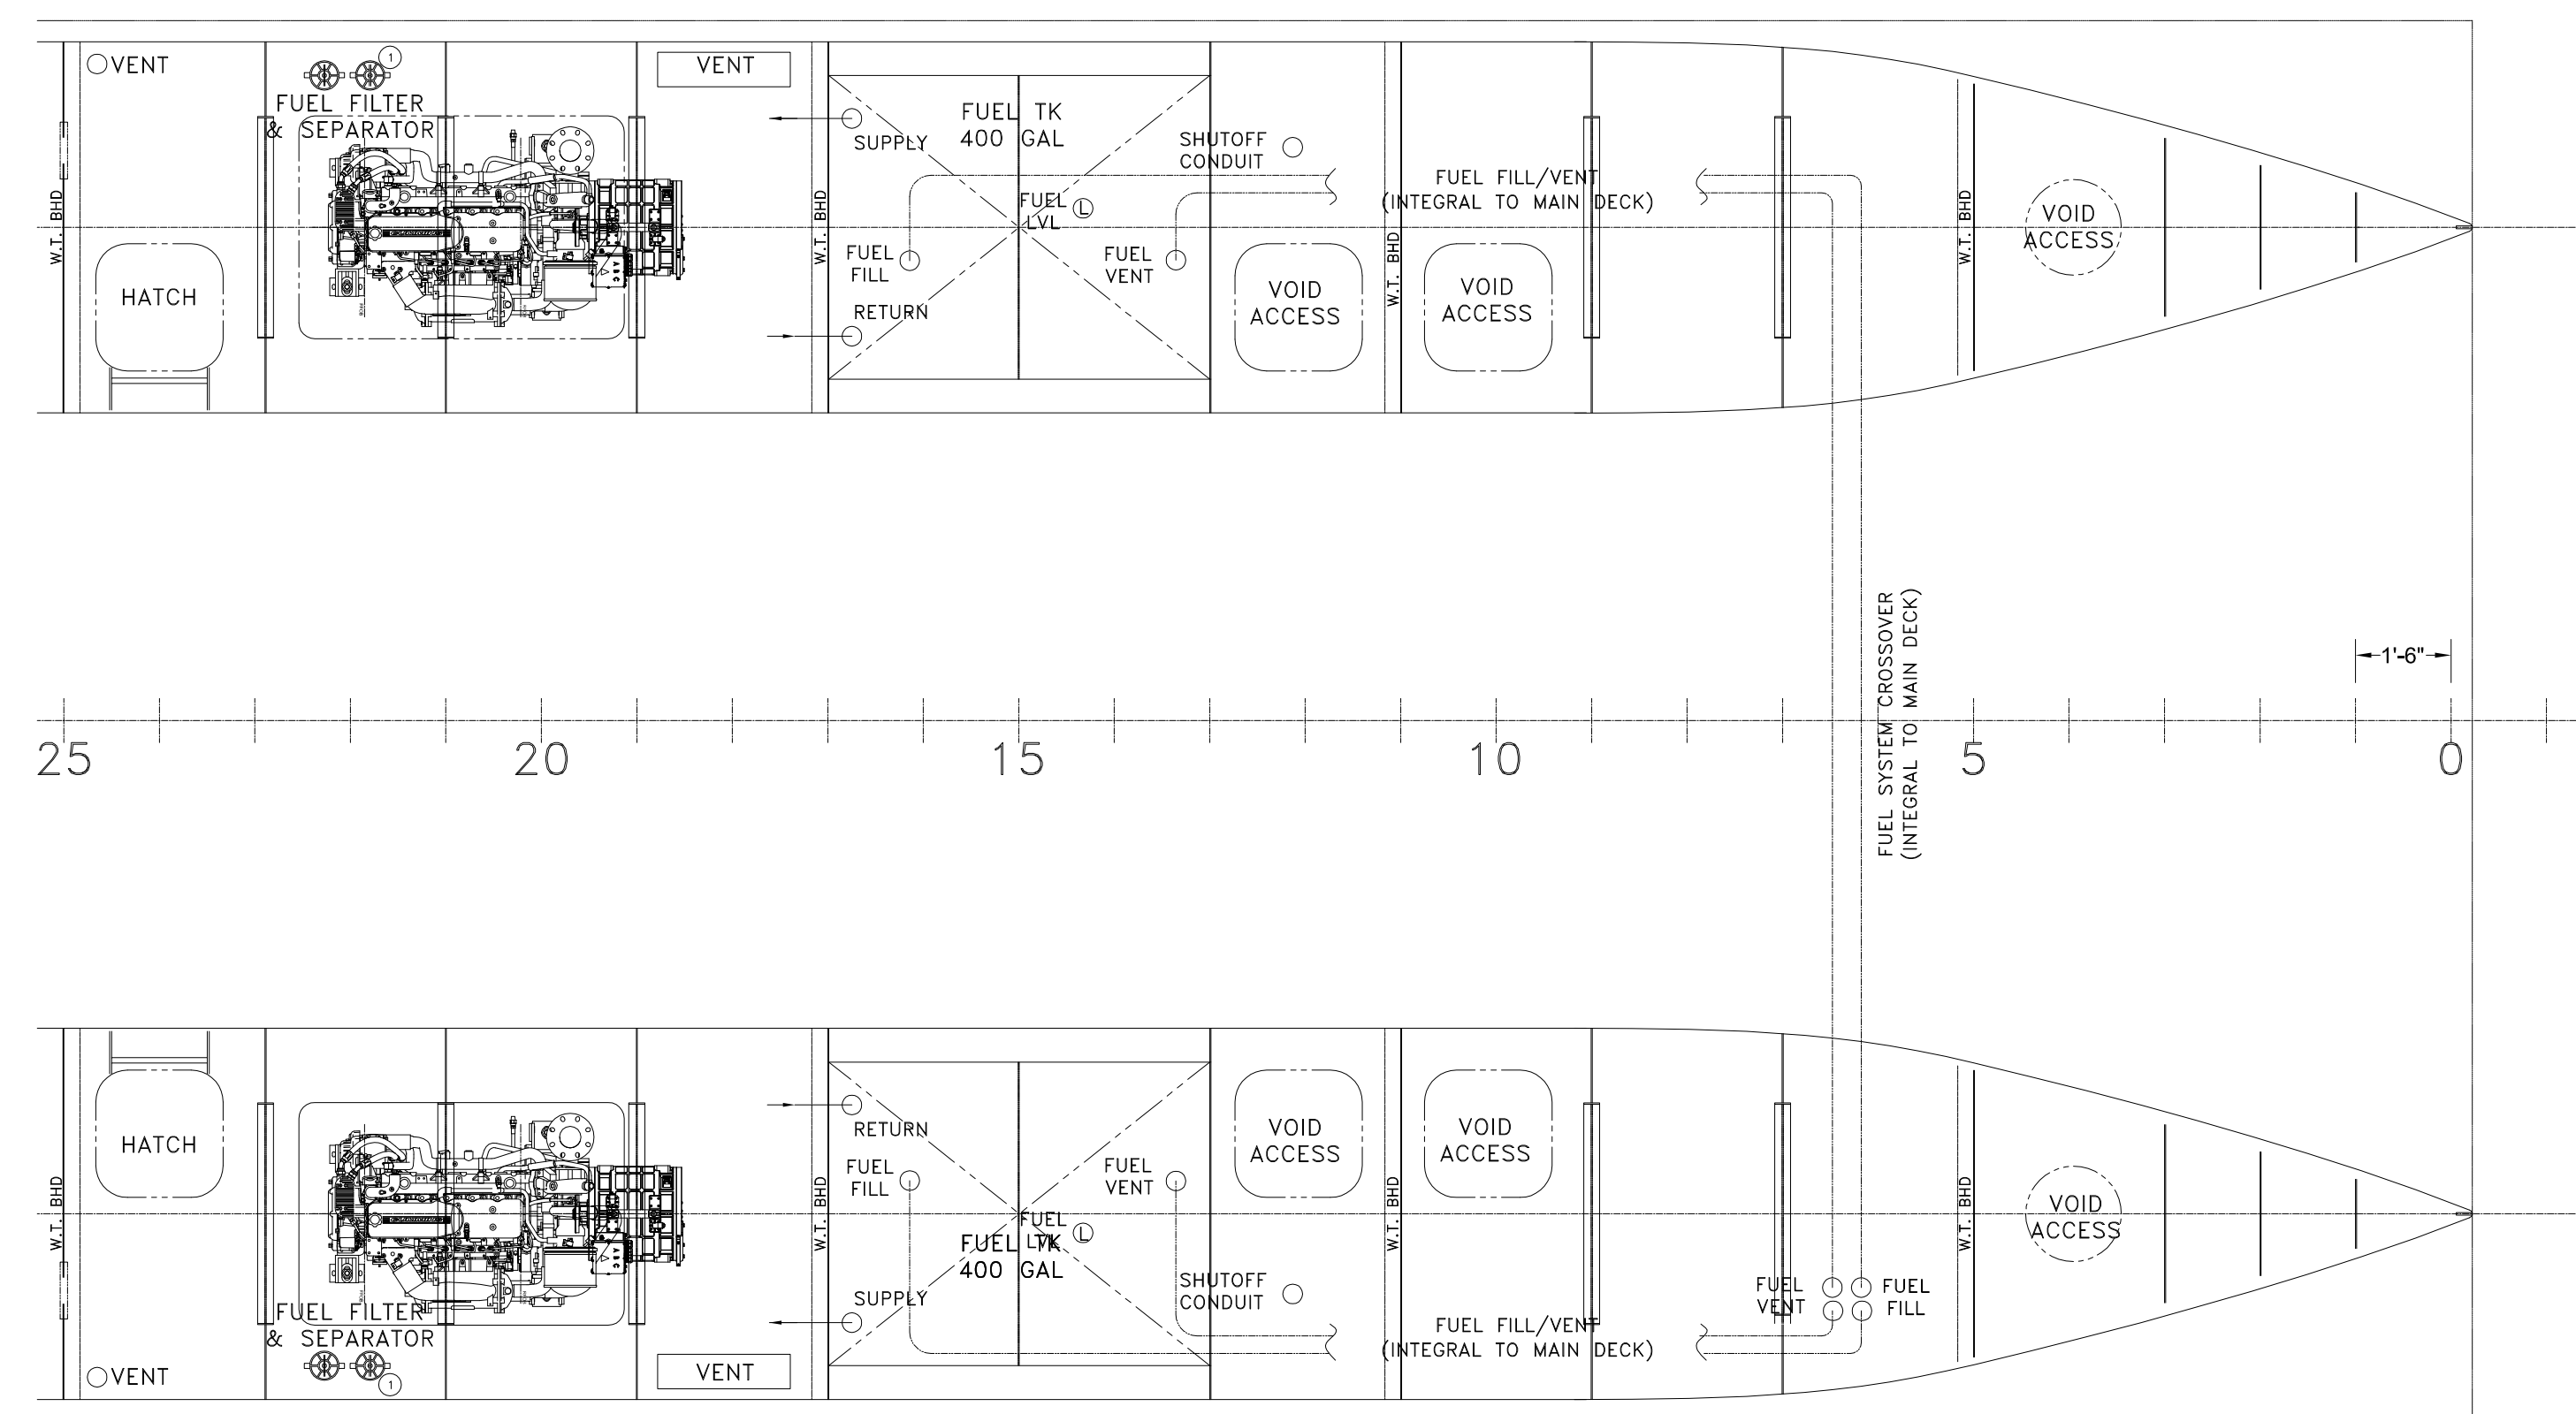 VENT
1
FUEL FILTER
& SEPARATOR
VENT
W.T. BHD
HATCH
SUPPLY
FUEL TK
400 GAL
SHUTOFF
CONDUIT
FUEL
LVL
L
W.T. BHD
FUEL
FILL
RETURN
FUEL
VENT
VOID
ACCESS
W.T. BHD
VOID
ACCESS
FUEL FILL/VENT
(INTEGRAL TO MAIN DECK)
W.T. BHD
VOID
ACCESS
ABC
FUEL SYSTEM CROSSOVER
(INTEGRAL TO MAIN DECK)
1'-6"
25
20
15
10
5
0
HATCH
W.T. BHD
FUEL FILTER
& SEPARATOR
1
VENT
VENT
ABC
W.T. BHD
RETURN
FUEL
FILL
FUEL
VENT
FUEL
LVL
L
FUEL TK
400 GAL
SUPPLY
SHUTOFF
CONDUIT
VOID
ACCESS
W.T. BHD
VOID
ACCESS
FUEL FILL/VENT
(INTEGRAL TO MAIN DECK)
FUEL
VENT
FUEL
FILL
W.T. BHD
VOID
ACCESS